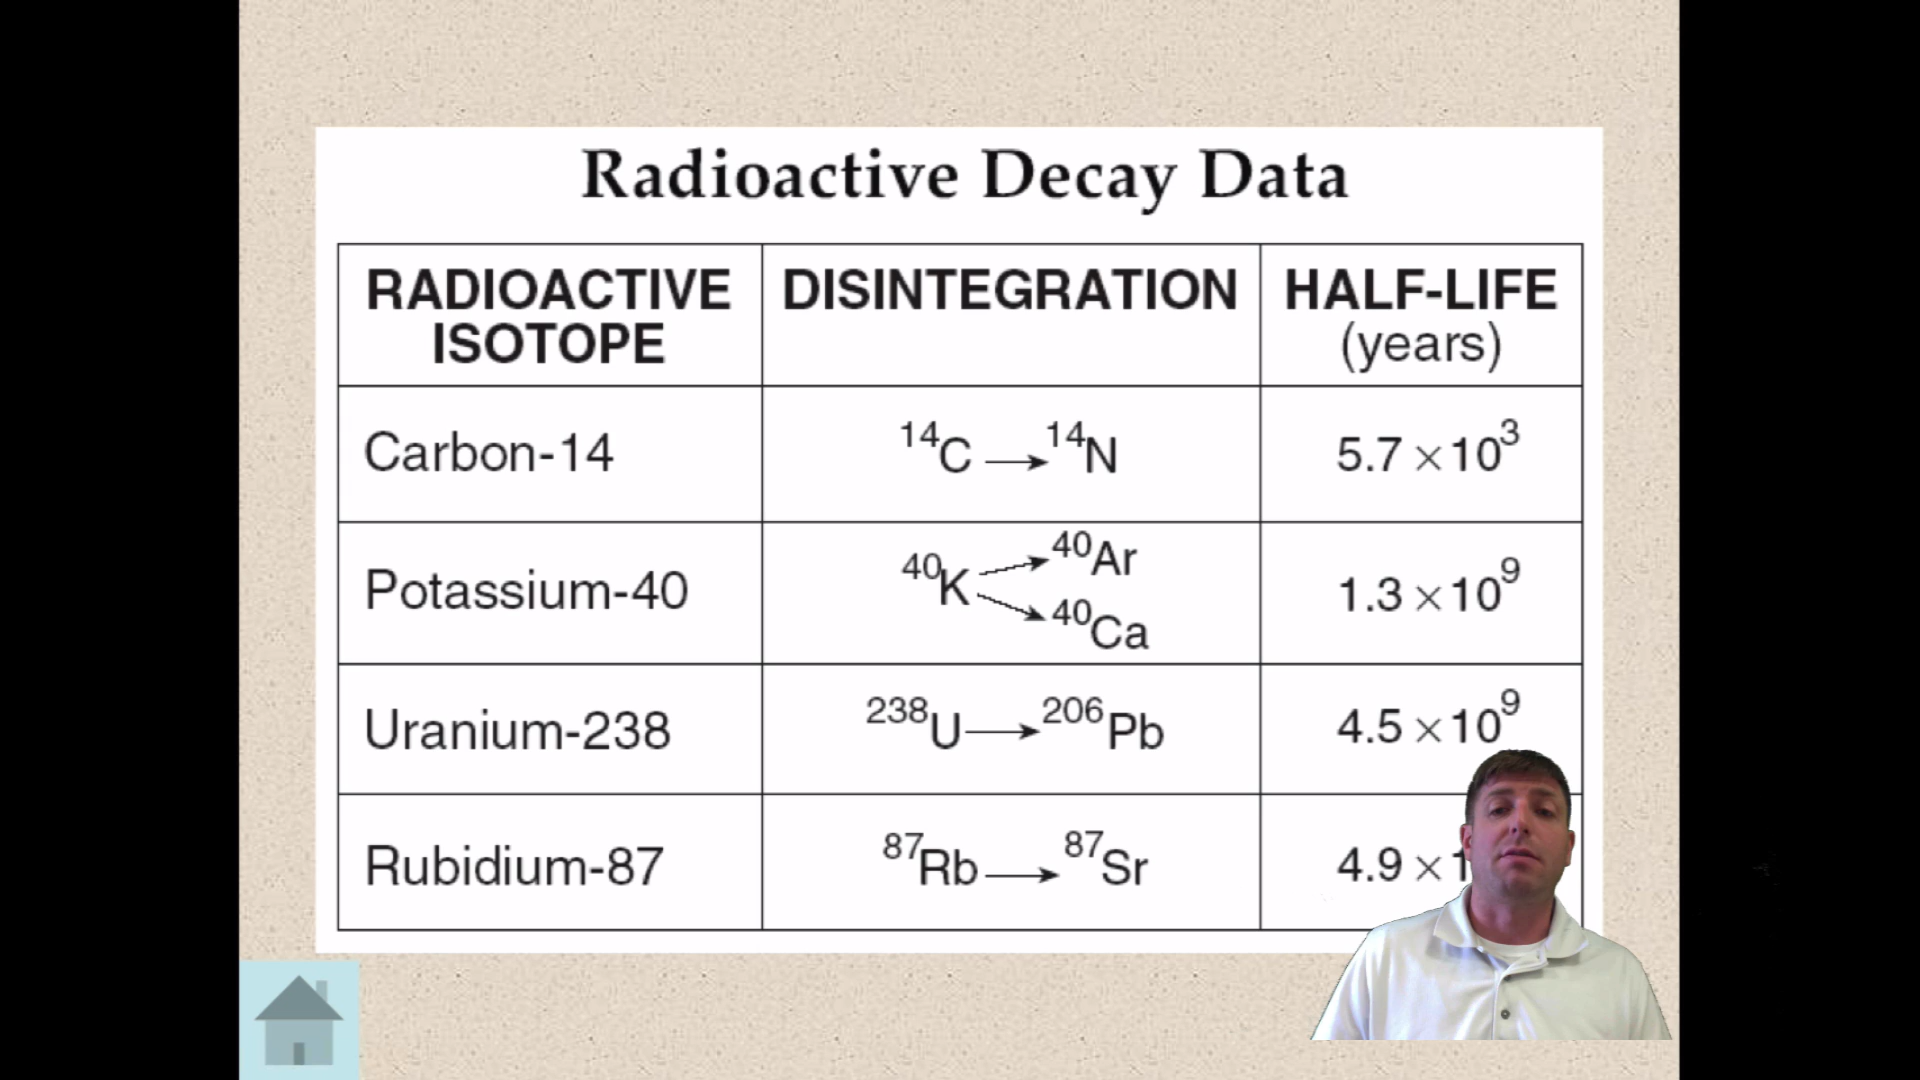 Radioactive Decay Data
RADIOACTIVE ISOTOPE DISINTEGRATION HALF-LIFE (years)
Carbon-14 ¹⁴C → ¹⁴N 5.7 × 10³
Potassium-40 ⁴⁰K → ⁴⁰Ar ⁴⁰Ca 1.3 × 10⁹
Uranium-238 ²³⁸U → ²⁰⁶Pb 4.5 × 10⁹
Rubidium-87 ⁸⁷Rb → ⁸⁷Sr 4.9 ×